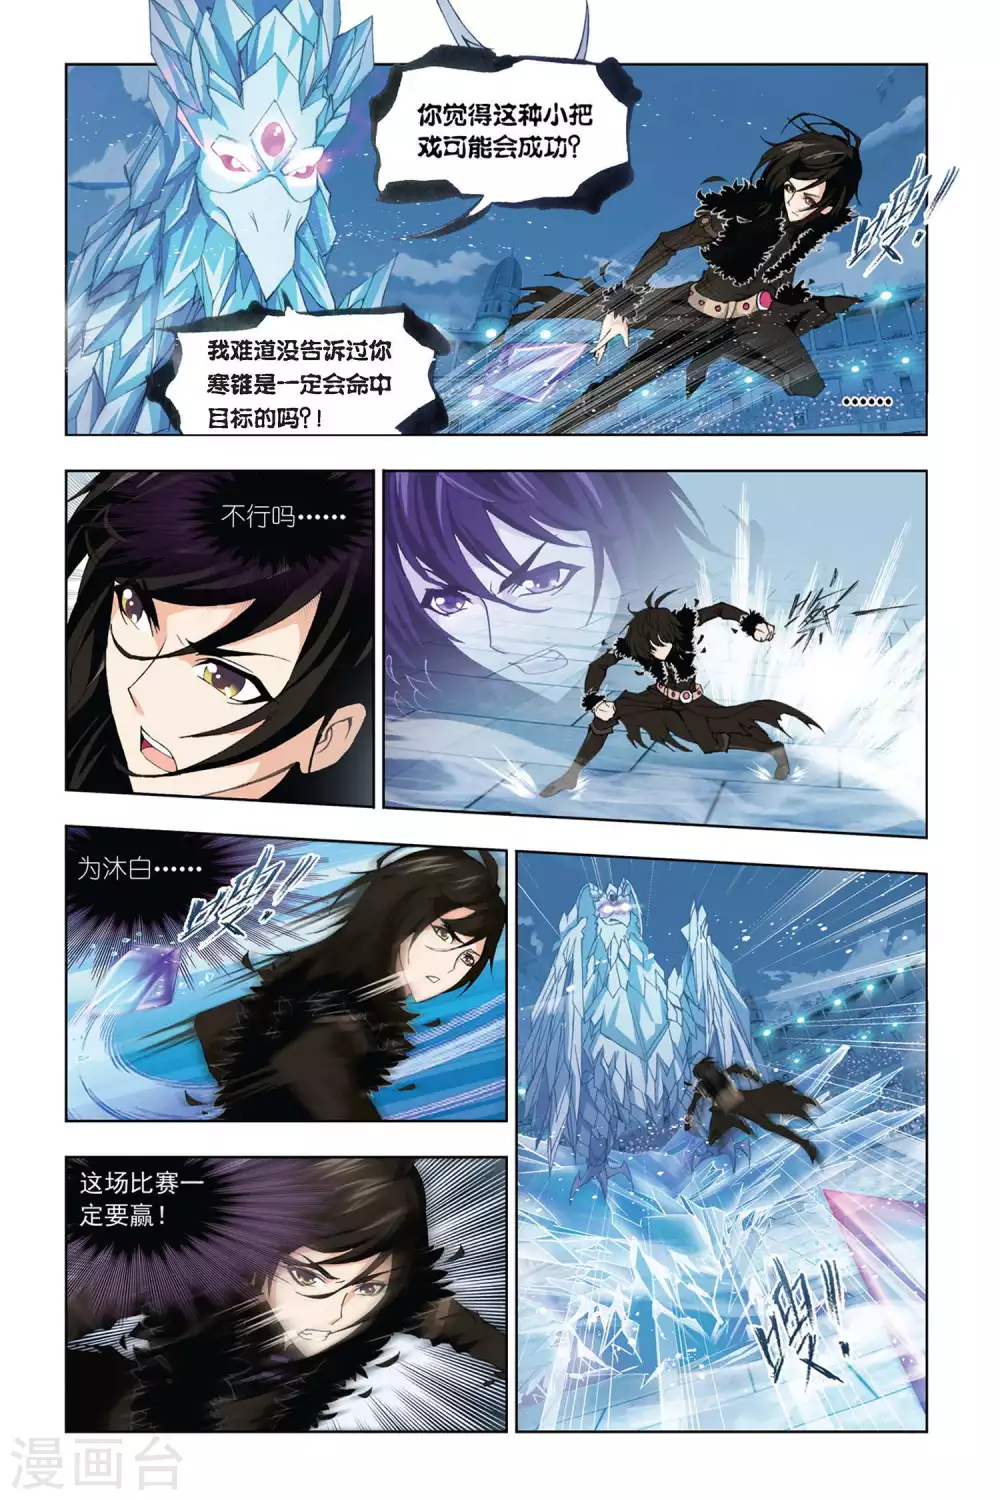 你觉得这种小把
戏可能会成功？
嗖！
我难道没告诉过你
寒锥是一定会命中
目标的吗？！
……
不行吗……
为沐白……
嗖！
这场比赛一
定要赢！
嗖！
漫画台